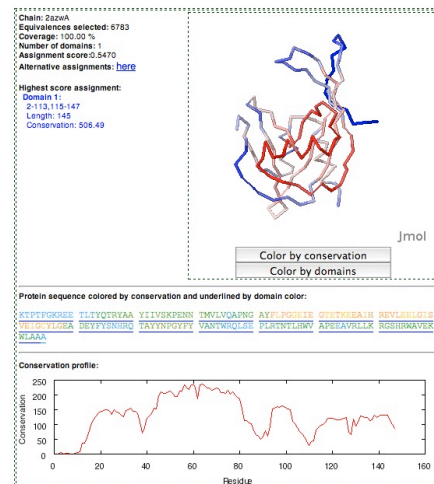 Chain: 2azwA
Equivalences selected: 6783
Coverage: 100.00 %
Number of domains: 1
Assignment score:0.5470
Alternative assignments: here
Highest score assignment:
Domain 1:
2-113,115-147
Length: 145
Conservation: 506.49
Jmol
Color by conservation
Color by domains
Protein sequence colored by conservation and underlined by domain color:
KTPTFGKREE TLTYQTRYAA YIIVSKPENN TMVLVQAPNG AYFLPGGEIE GTETKEEAIH REVLEELGIS
VEIGCYLGEA DEYFYSNHRQ TAYYNPGYFY VANTWRQLSE PLRTNTLHWV APEEAVRLLK RGSHRWAVEK
WLAAA
Conservation profile:
250
200
150
100
50
0
Conservation
0 20 40 60 80 100 120 140 160
Residue